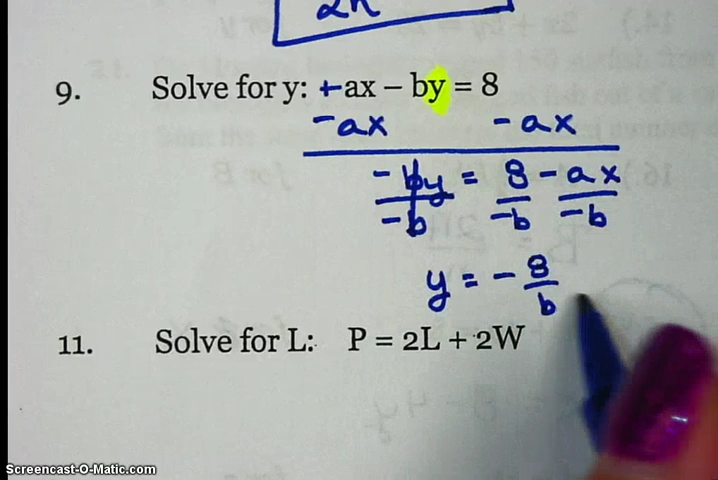 2h
9. Solve for y: +ax – by = 8
-ax -ax
-by = 8 - ax
-b -b -b
y = - 8
b
11. Solve for L: P = 2L + 2W
Screencast-O-Matic.com